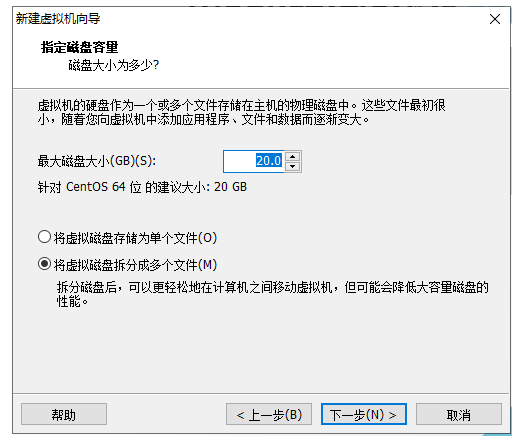 新建虚拟机向导
指定磁盘容量
磁盘大小为多少?
虚拟机的硬盘作为一个或多个文件存储在主机的物理磁盘中。这些文件最初很
小，随着您向虚拟机中添加应用程序、文件和数据而逐渐变大。
最大磁盘大小(GB)(S): 20.0
针对 CentOS 64 位 的建议大小: 20 GB
将虚拟磁盘存储为单个文件(O)
将虚拟磁盘拆分成多个文件(M)
拆分磁盘后，可以更轻松地在计算机之间移动虚拟机，但可能会降低大容量磁盘的
性能。
帮助 < 上一步(B) 下一步(N) > 取消